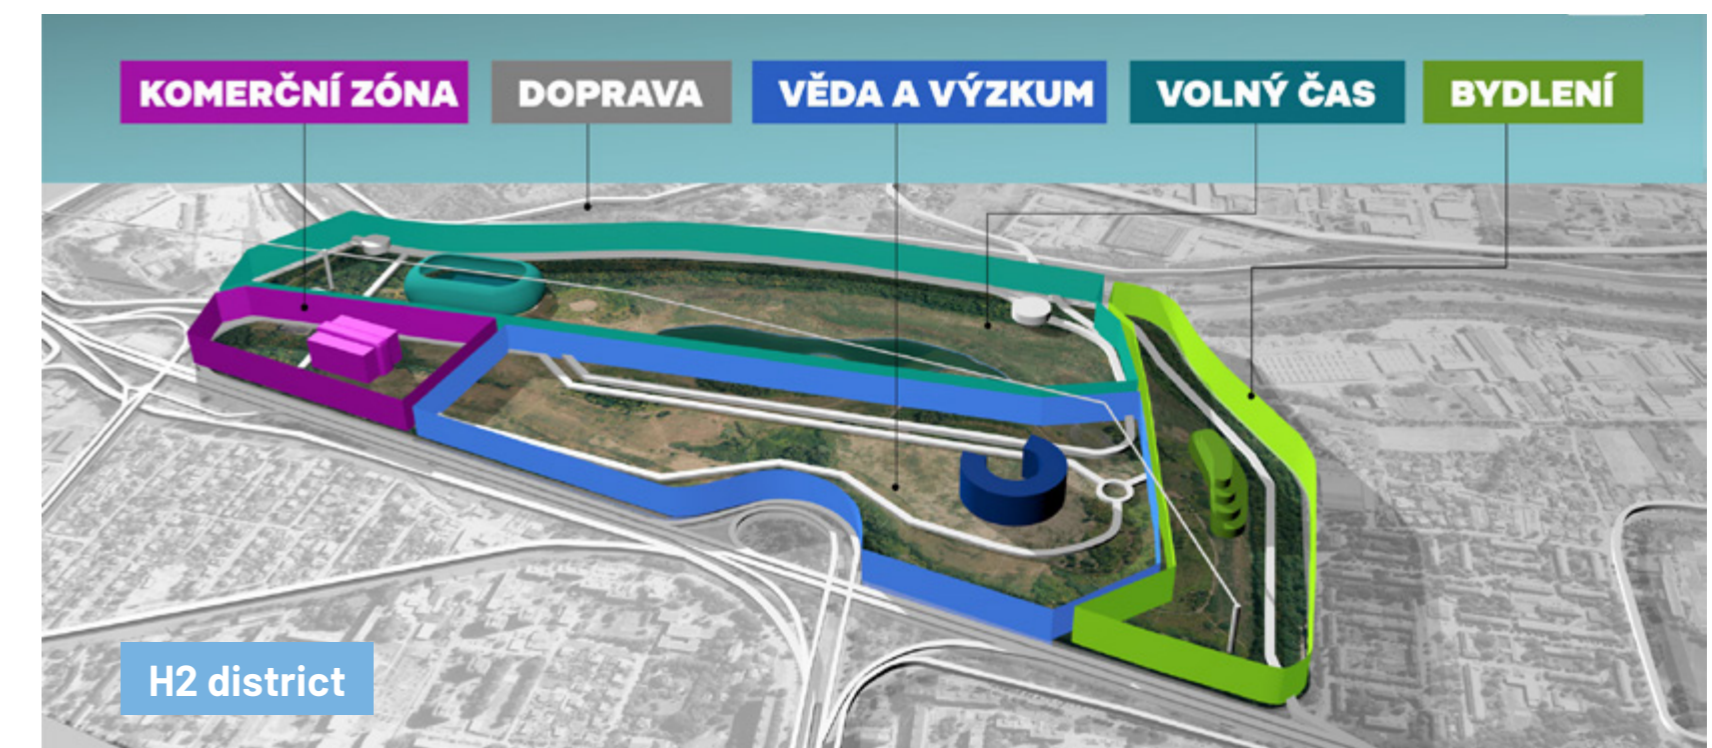 KOMERČNÍ ZÓNA
DOPRAVA
VĚDA A VÝZKUM
VOLNÝ ČAS
BYDLENÍ
H2 district